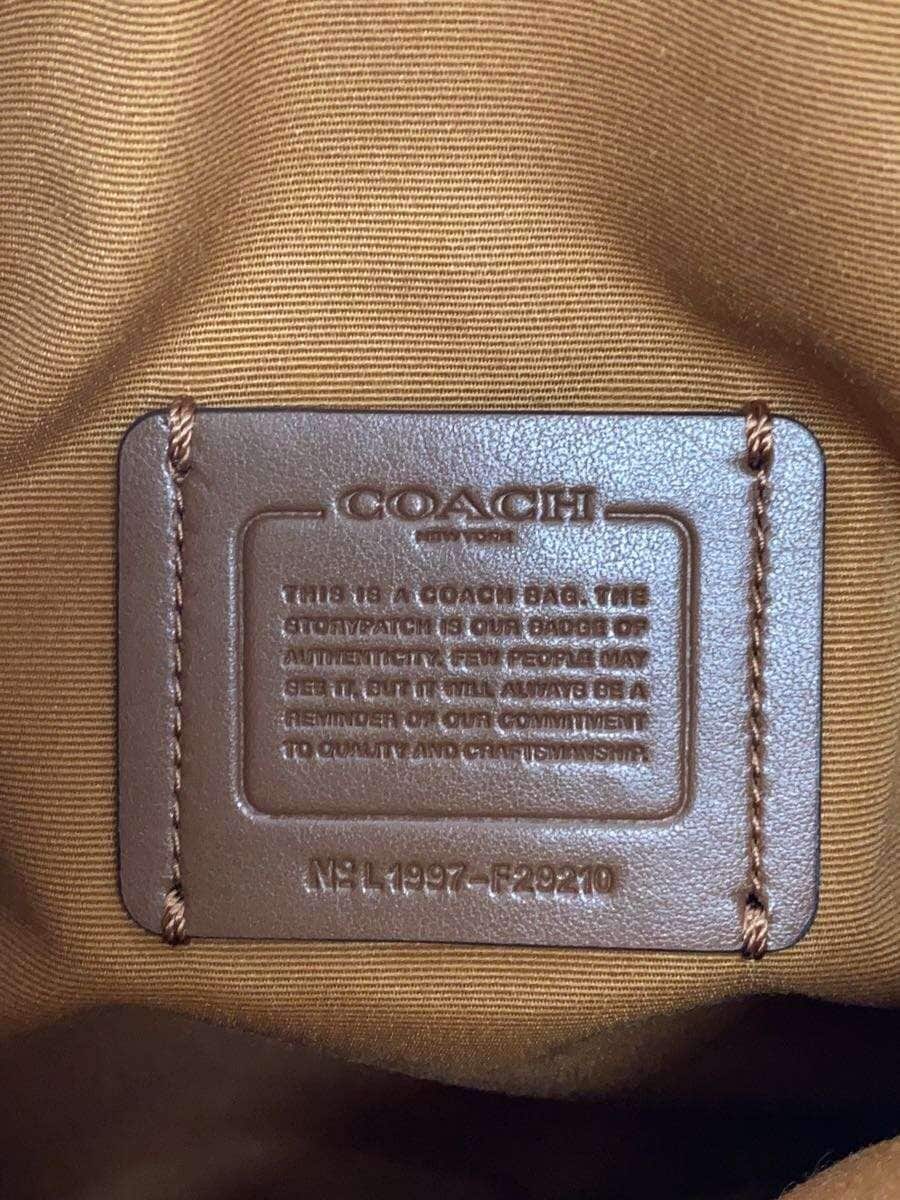 COACH
NEW YORK
THIS IS A COACH BAG. THE
STORYPATCH IS OUR BADGE OF
AUTHENTICITY. FEW PEOPLE MAY
SEE IT, BUT IT WILL ALWAYS BE A
REMINDER OF OUR COMMITMENT
TO QUALITY AND CRAFTSMANSHIP.
Nº L1997-F29210